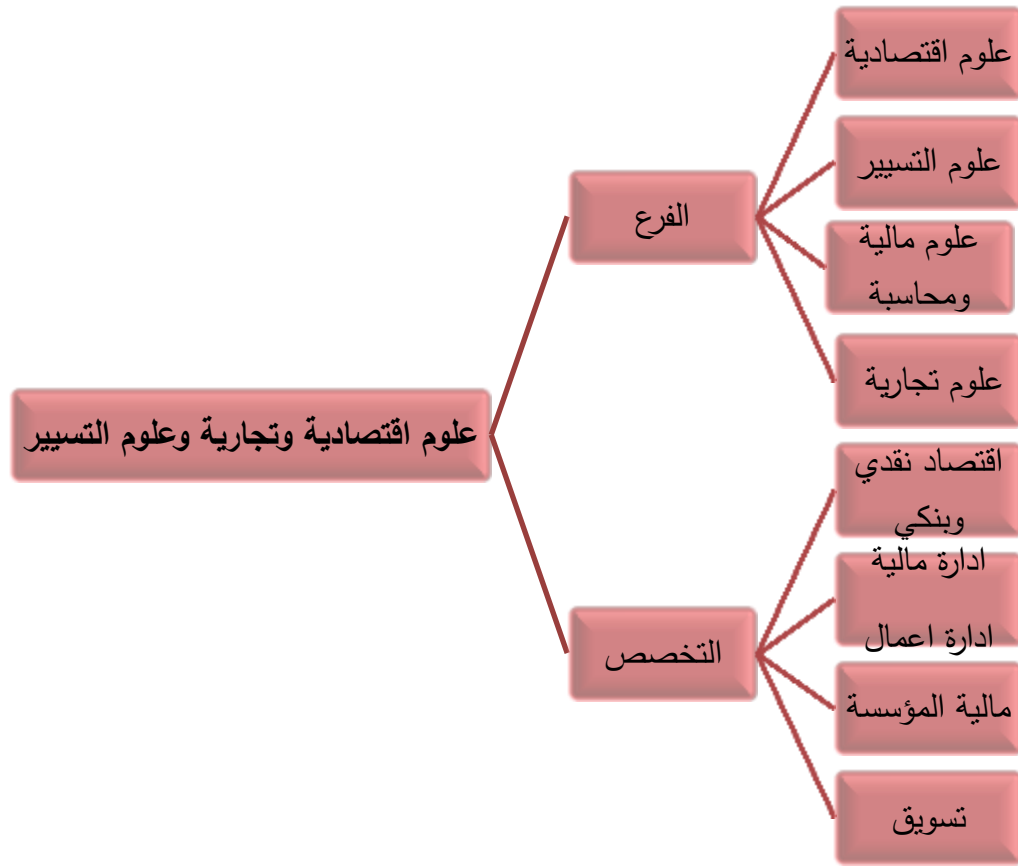 علوم اقتصادية وتجارية وعلوم التسيير
الفرع
علوم اقتصادية
علوم التسيير
علوم مالية
ومحاسبة
علوم تجارية
التخصص
اقتصاد نقدي
وبنكي
ادارة مالية
ادارة اعمال
مالية المؤسسة
تسويق